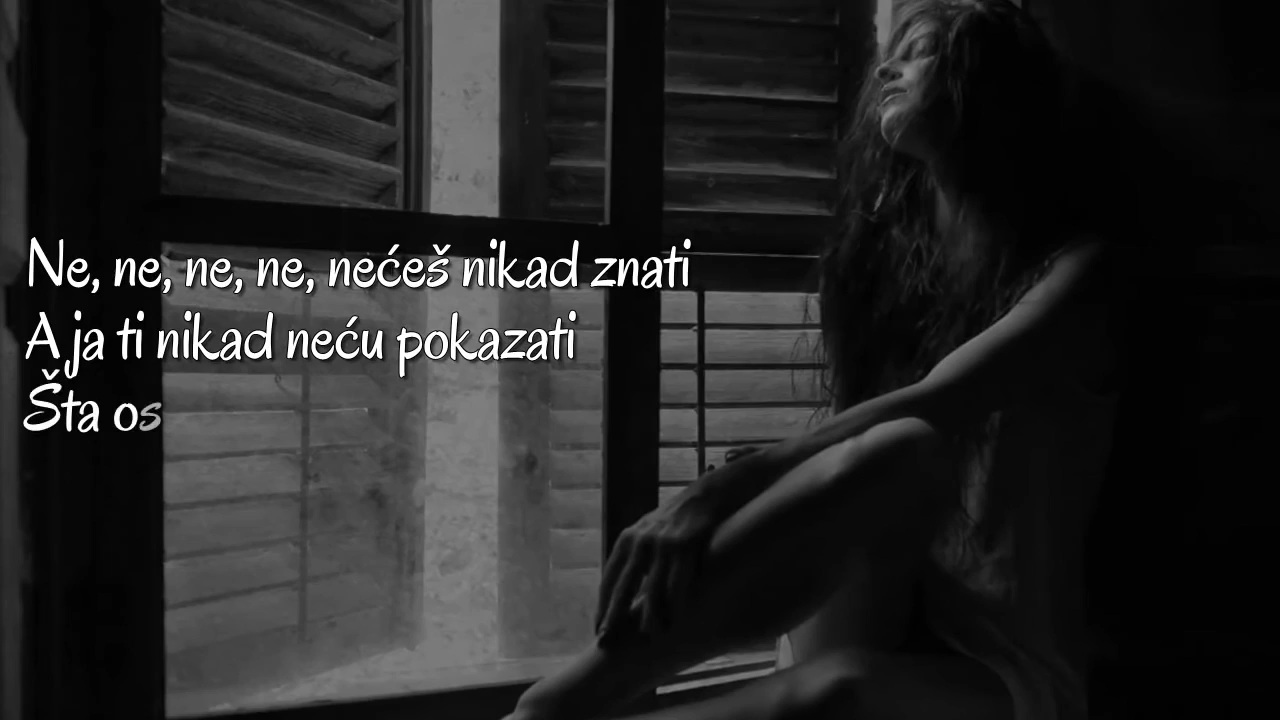 Ne, ne, ne, ne, nećeš nikad znati
A ja ti nikad neću pokazati
Šta os